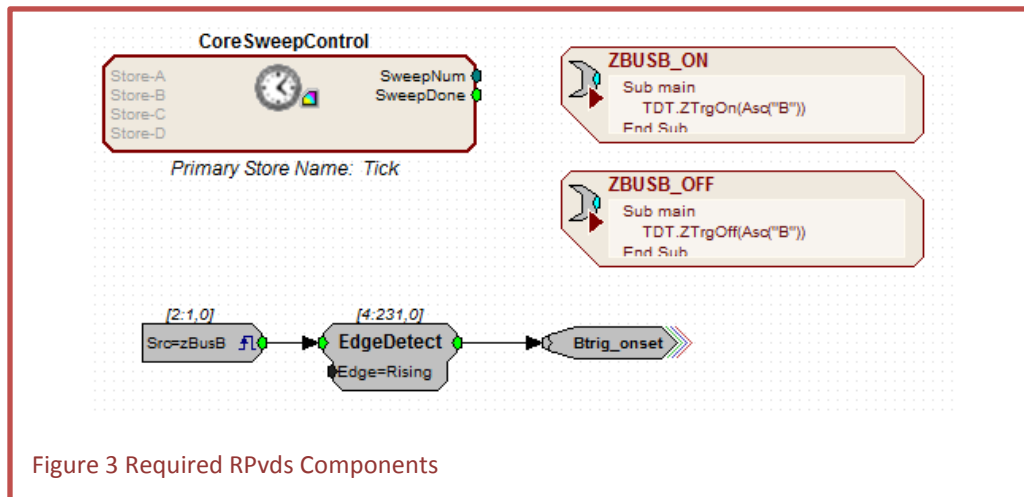 CoreSweepControl
Store-A
Store-B
Store-C
Store-D
SweepNum
SweepDone
Primary Store Name: Tick
ZBUSB_ON
Sub main
TDT.ZTrgOn(Asc("B"))
End Sub
ZBUSB_OFF
Sub main
TDT.ZTrgOff(Asc("B"))
End Sub
[2:1,0]
Src=zBusB
[4:231,0]
EdgeDetect
Edge=Rising
Btrig_onset
Figure 3 Required RPvds Components